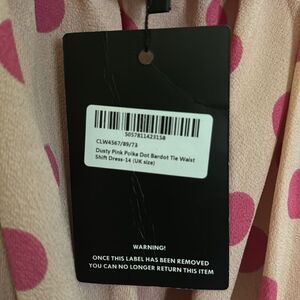 5057811423158
CLW4567/89/73
Dusty Pink Polka Dot Bardot Tie Waist
Shift Dress-14 (UK size)
WARNING!
ONCE THIS LABEL HAS BEEN REMOVED
YOU CAN NO LONGER RETURN THIS ITEM